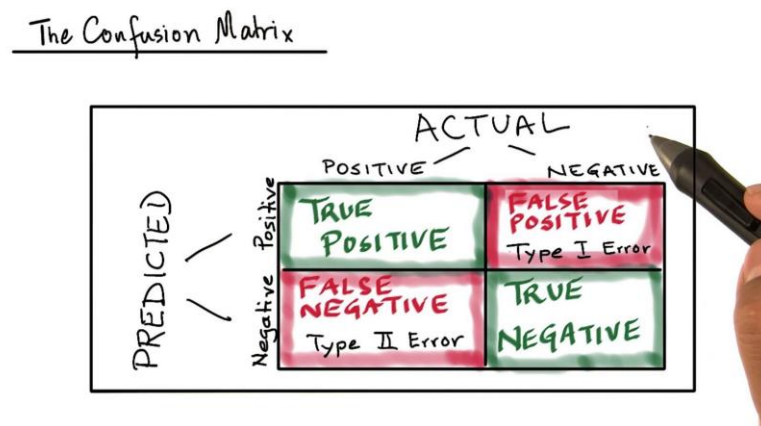 The Confusion Matrix
ACTUAL
POSITIVE
NEGATIVE
PREDICTED
Positive
TRUE
POSITIVE
FALSE
POSITIVE
Type I Error
Negative
FALSE
NEGATIVE
Type II Error
TRUE
NEGATIVE